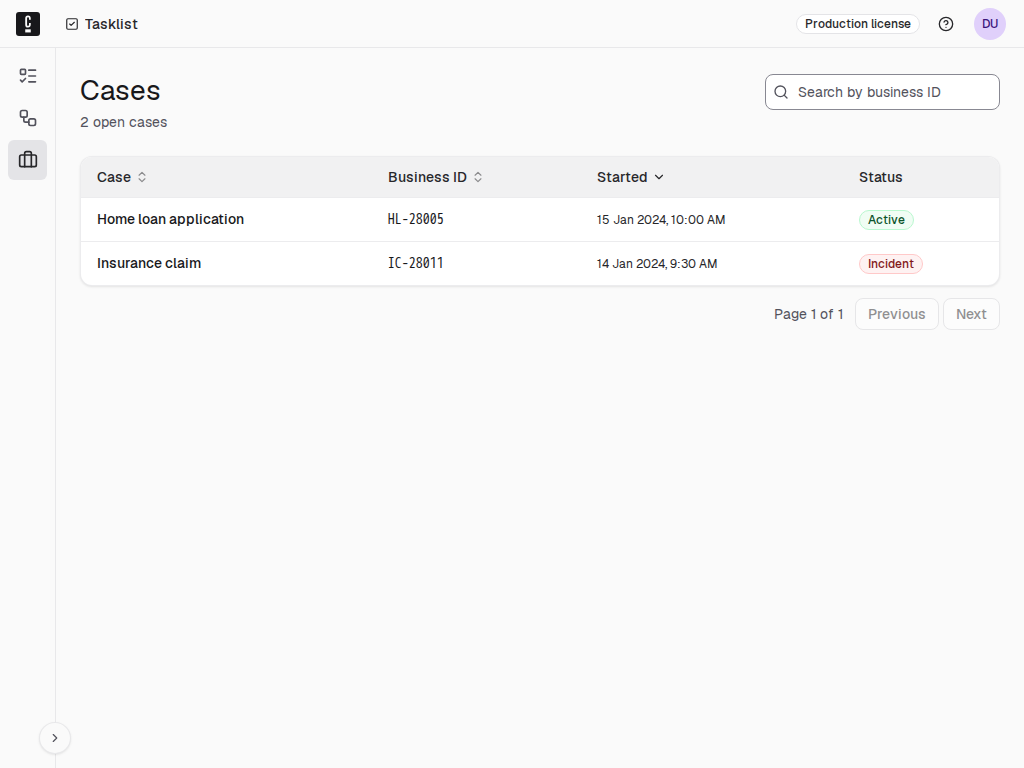 Tasklist
Production license
DU
Cases
Search by business ID
2 open cases
Case Business ID Started Status
Home loan application HL-28005 15 Jan 2024, 10:00 AM Active
Insurance claim IC-28011 14 Jan 2024, 9:30 AM Incident
Page 1 of 1 Previous Next